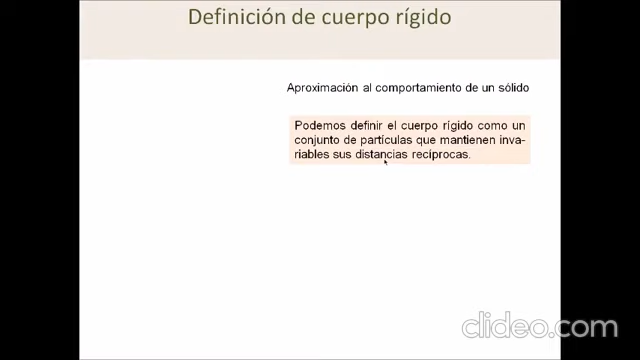 Definición de cuerpo rígido
Aproximación al comportamiento de un sólido
Podemos definir el cuerpo rígido como un
conjunto de partículas que mantienen inva-
riables sus distancias recíprocas.
clideo.com